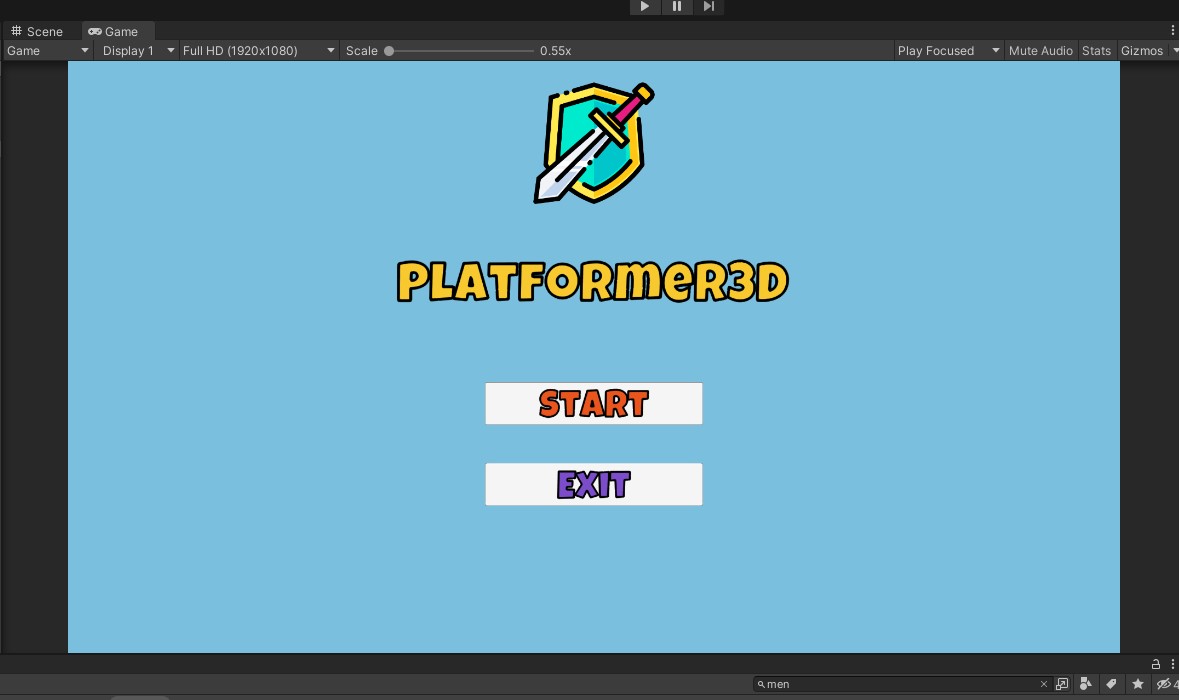 Scene Game
Game Display 1 Full HD (1920x1080) Scale 0.55x Play Focused Mute Audio Stats Gizmos
PLATFORMER3D
START
EXIT
men
4